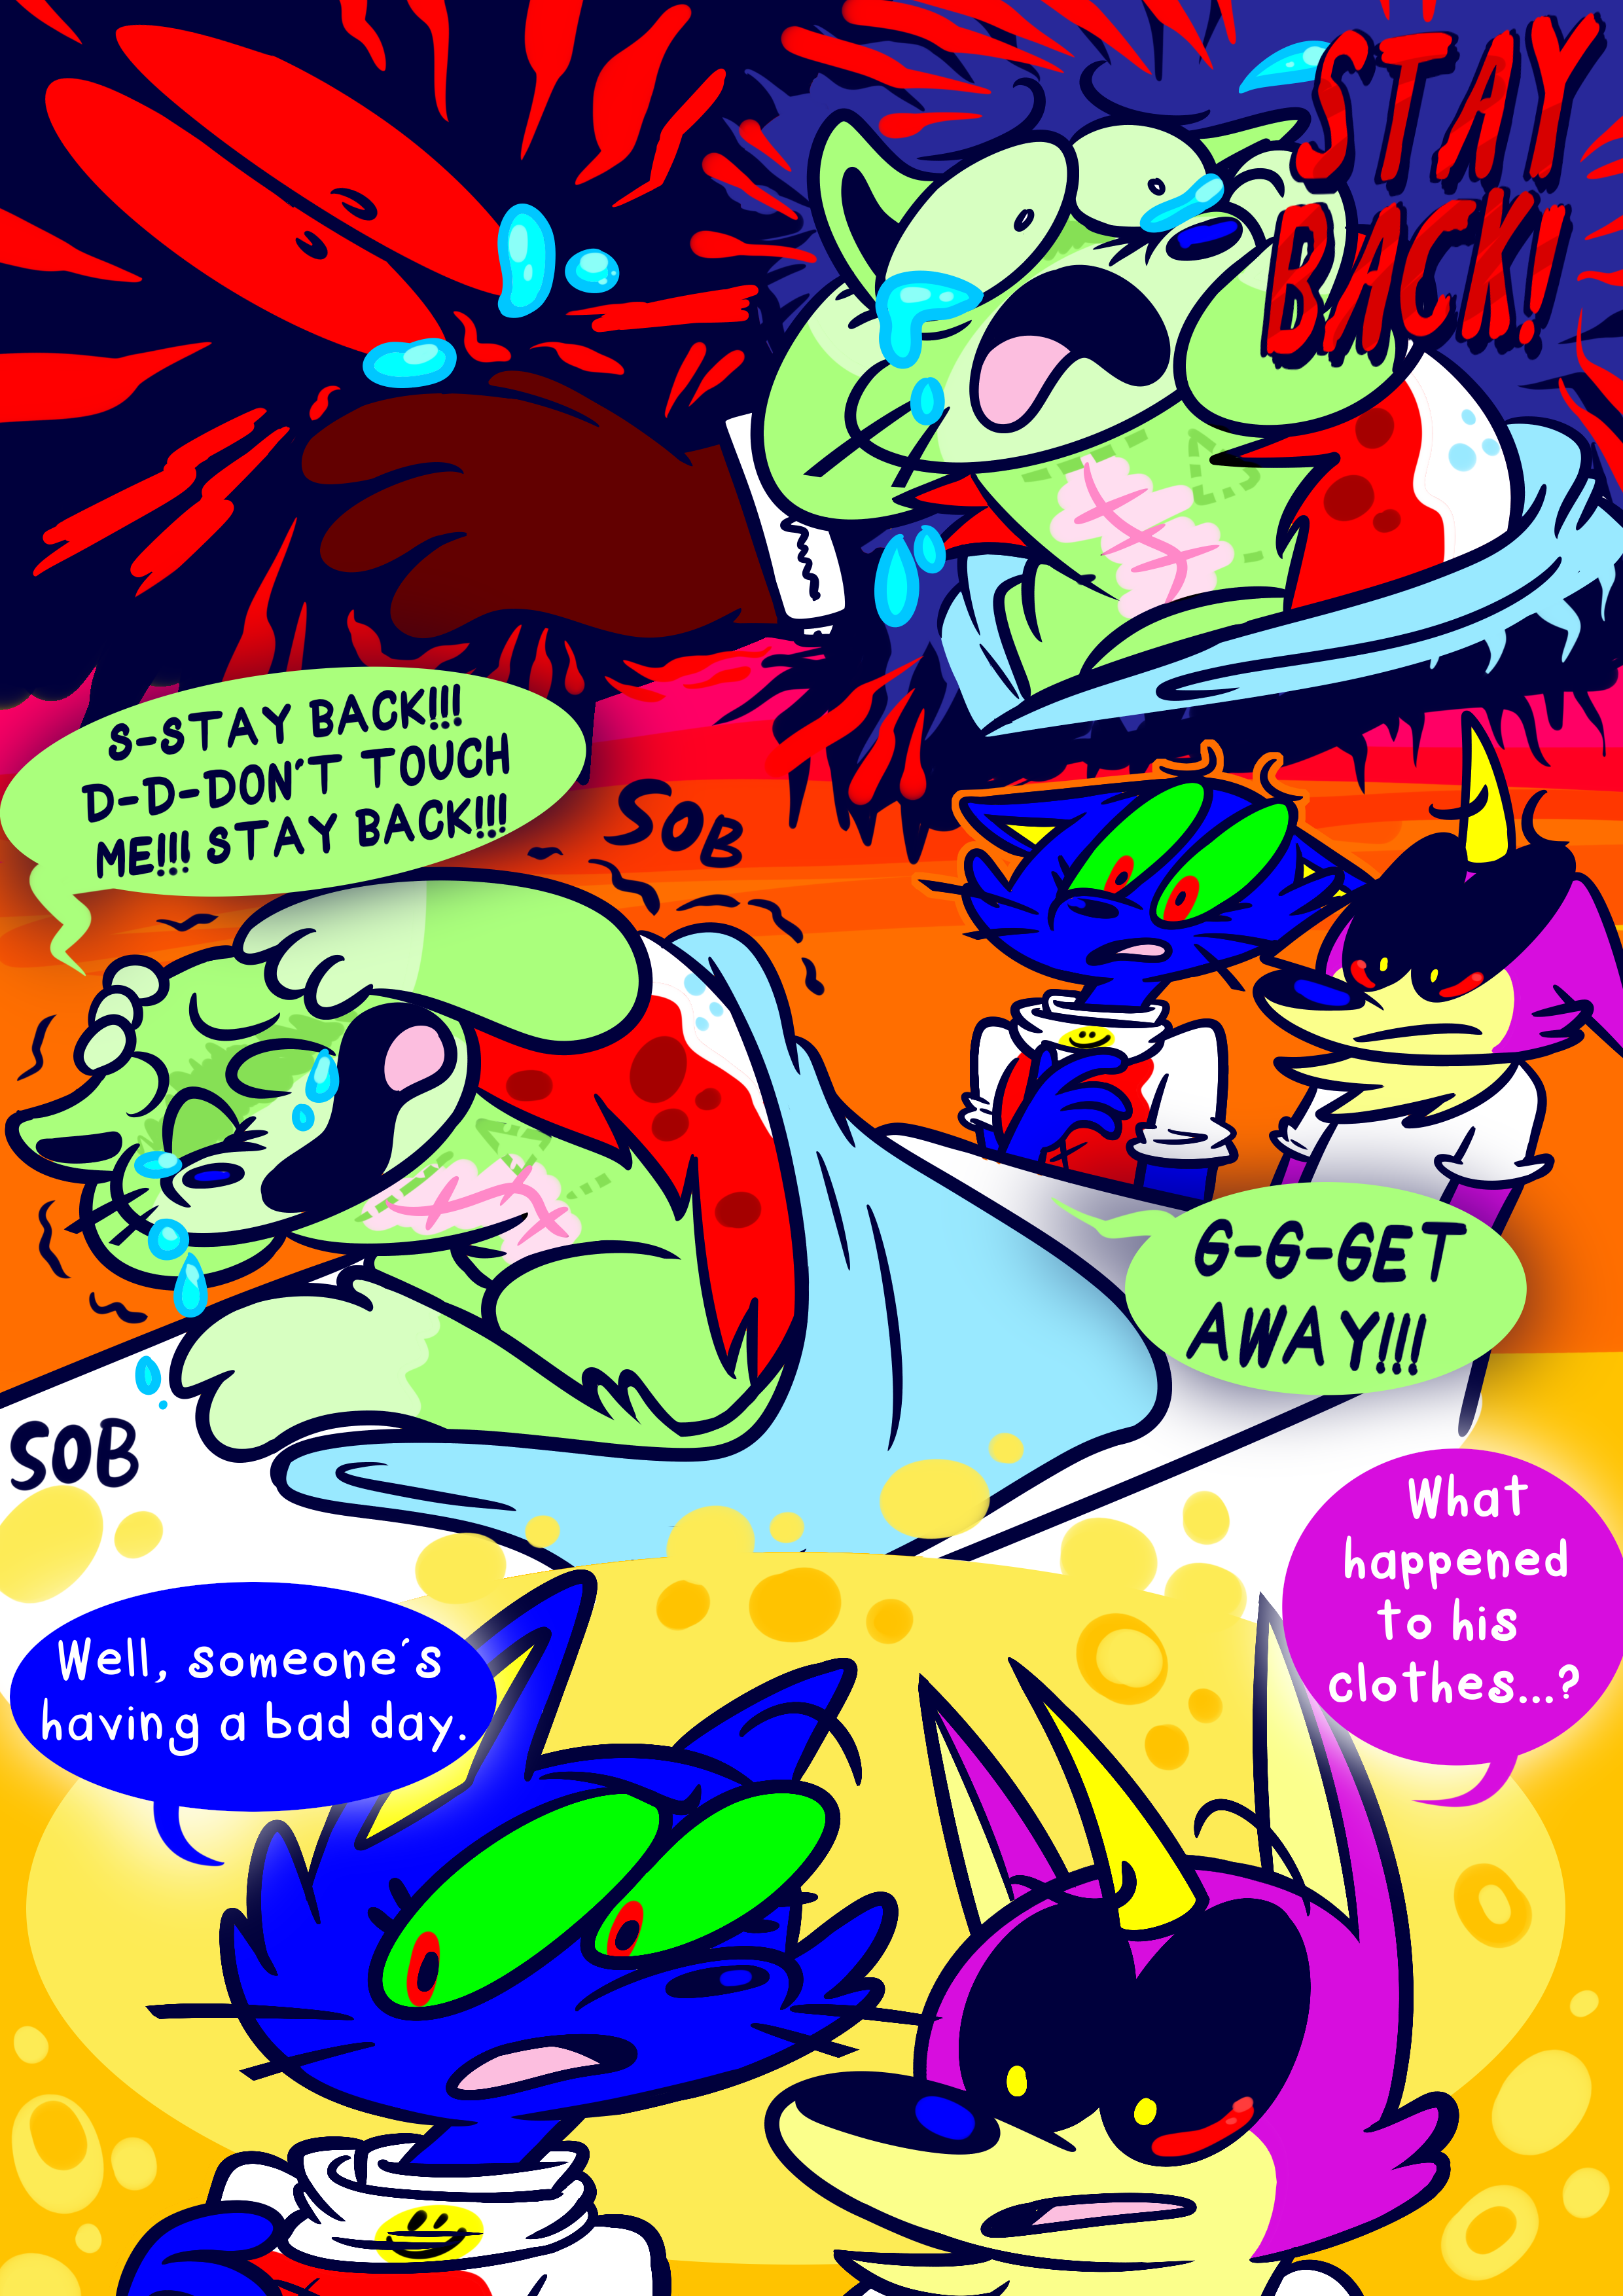 STAY
BACK!
S-STAY BACK!!!
D-D-DON'T TOUCH
ME!!! STAY BACK!!!
SOB
G-G-GET
AWAY!!!
SOB
What
happened
to his
clothes...?
Well, someone's
having a bad day.